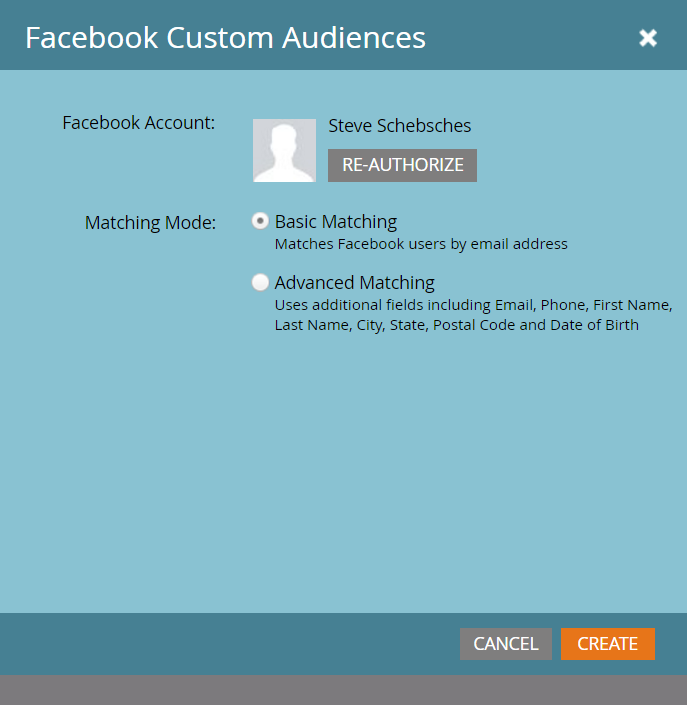 Facebook Custom Audiences
Facebook Account:
Steve Schebsches
RE-AUTHORIZE
Matching Mode:
Basic Matching
Matches Facebook users by email address
Advanced Matching
Uses additional fields including Email, Phone, First Name,
Last Name, City, State, Postal Code and Date of Birth
CANCEL
CREATE